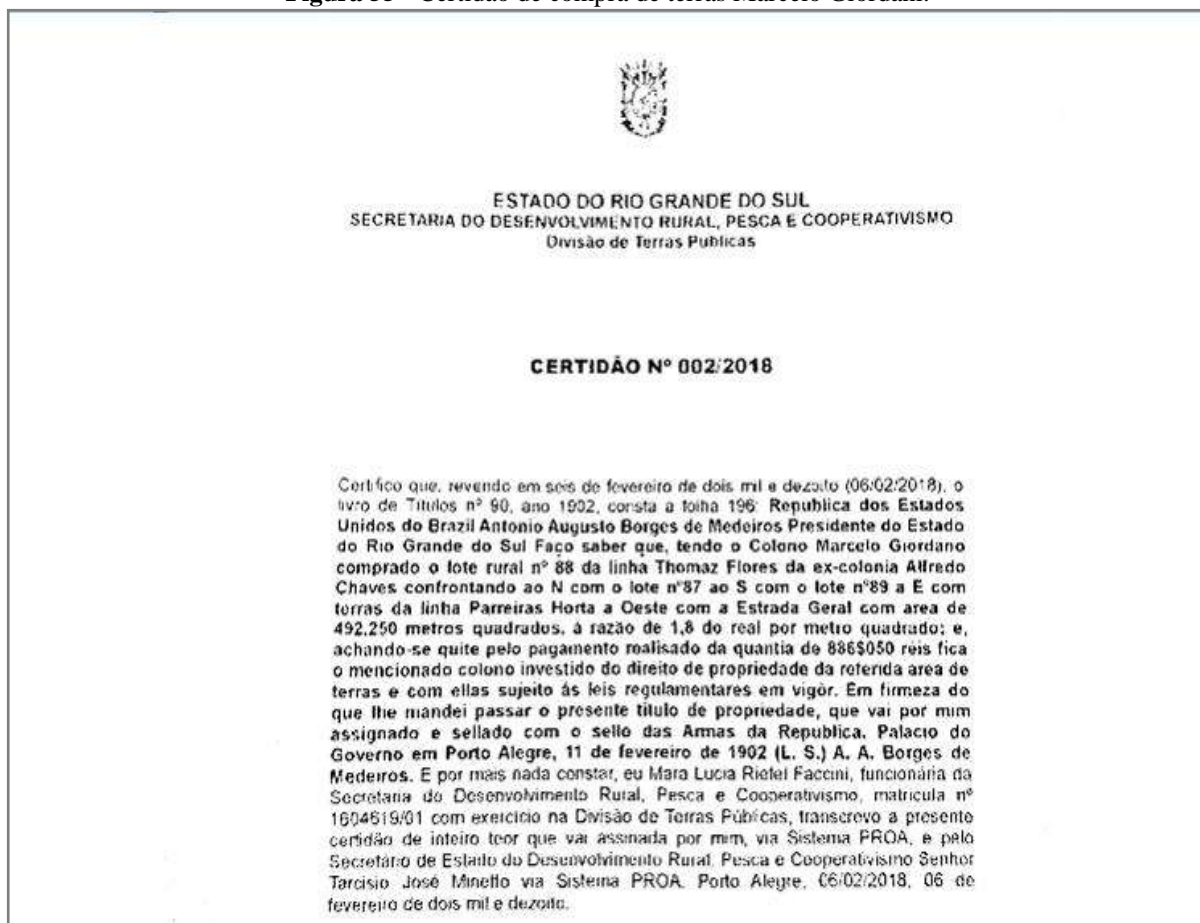 Figura 33 - Certidão de compra de terras Marcelo Giordani.
ESTADO DO RIO GRANDE DO SUL
SECRETARIA DO DESENVOLVIMENTO RURAL, PESCA E COOPERATIVISMO
Divisão de Terras Publicas
CERTIDÃO Nº 002/2018
Certifico que, revendo em seis de fevereiro de dois mil e dezoito (06/02/2018), o
livro de Titulos nº 90, ano 1902, consta a folha 196: Republica dos Estados
Unidos do Brazil Antonio Augusto Borges de Medeiros Presidente do Estado
do Rio Grande do Sul Faço saber que, tendo o Colono Marcelo Giordano
comprado o lote rural nº 88 da linha Thomaz Flores da ex-colonia Alfredo
Chaves confrontando ao N com o lote nº87 ao S com o lote nº89 a E com
terras da linha Parreiras Horta a Oeste com a Estrada Geral com area de
492,250 metros quadrados, á razão de 1,8 do real por metro quadrado; e,
achando-se quite pelo pagamento realisado da quantia de 886$050 reis fica
o mencionado colono investido do direito de propriedade da referida area de
terras e com ellas sujeito ás leis regulamentares em vigôr. Em firmeza do
que lhe mandei passar o presente titulo de propriedade, que vai por mim
assignado e sellado com o sello das Armas da Republica. Palacio do
Governo em Porto Alegre, 11 de fevereiro de 1902 (L. S.) A. A. Borges de
Medeiros. E por mais nada constar, eu Mara Lucia Rietel Faccini, funcionária da
Secretaria do Desenvolvimento Rural, Pesca e Cooperativismo, matricula nº
1604619/01 com exercicio na Divisão de Terras Públicas, transcrevo a presente
certidão de inteiro teor que vai assinada por mim, via Sistema PROA, e pelo
Secretário de Estado do Desenvolvimento Rural, Pesca e Cooperativismo Senhor
Tarcisio José Minetto via Sistema PROA. Porto Alegre, 06/02/2018, 06 de
fevereiro de dois mil e dezoito.